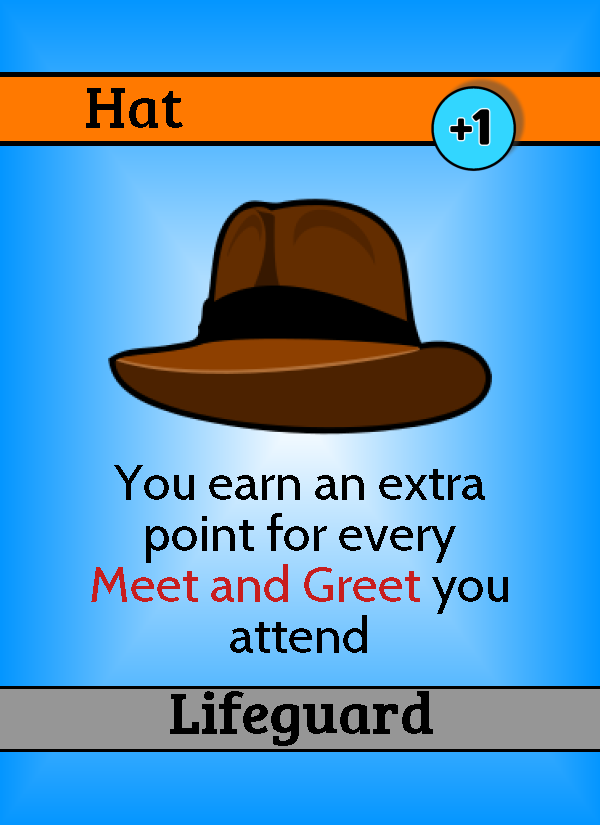 Hat
+1
You earn an extra
point for every
Meet and Greet you
attend
Lifeguard